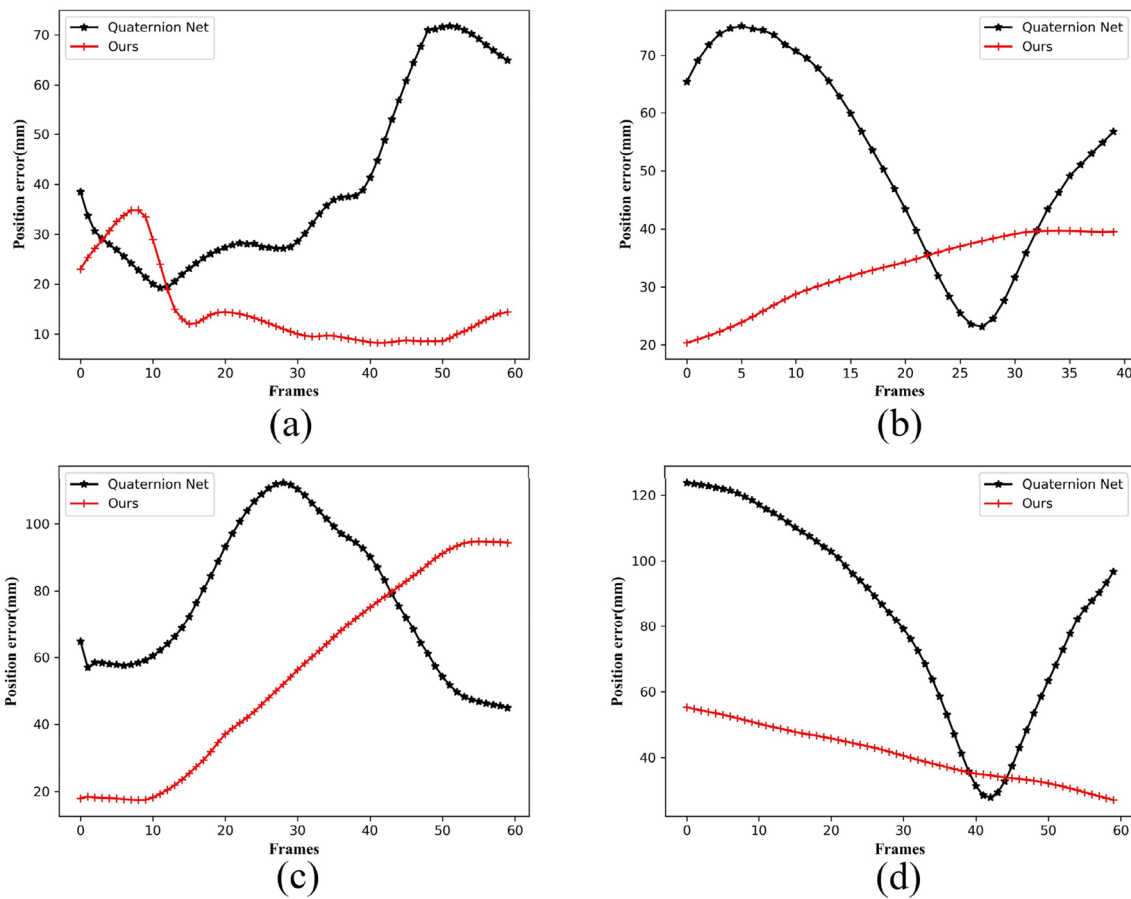 Quaternion Net
Ours
70
60
50
40
30
20
10
Position error(mm)
0 10 20 30 40 50 60
Frames
(a)
Quaternion Net
Ours
70
60
50
40
30
20
Position error(mm)
0 5 10 15 20 25 30 35 40
Frames
(b)
Quaternion Net
Ours
100
80
60
40
20
Position error(mm)
0 10 20 30 40 50 60
Frames
(c)
Quaternion Net
Ours
120
100
80
60
40
Position error(mm)
0 10 20 30 40 50 60
Frames
(d)